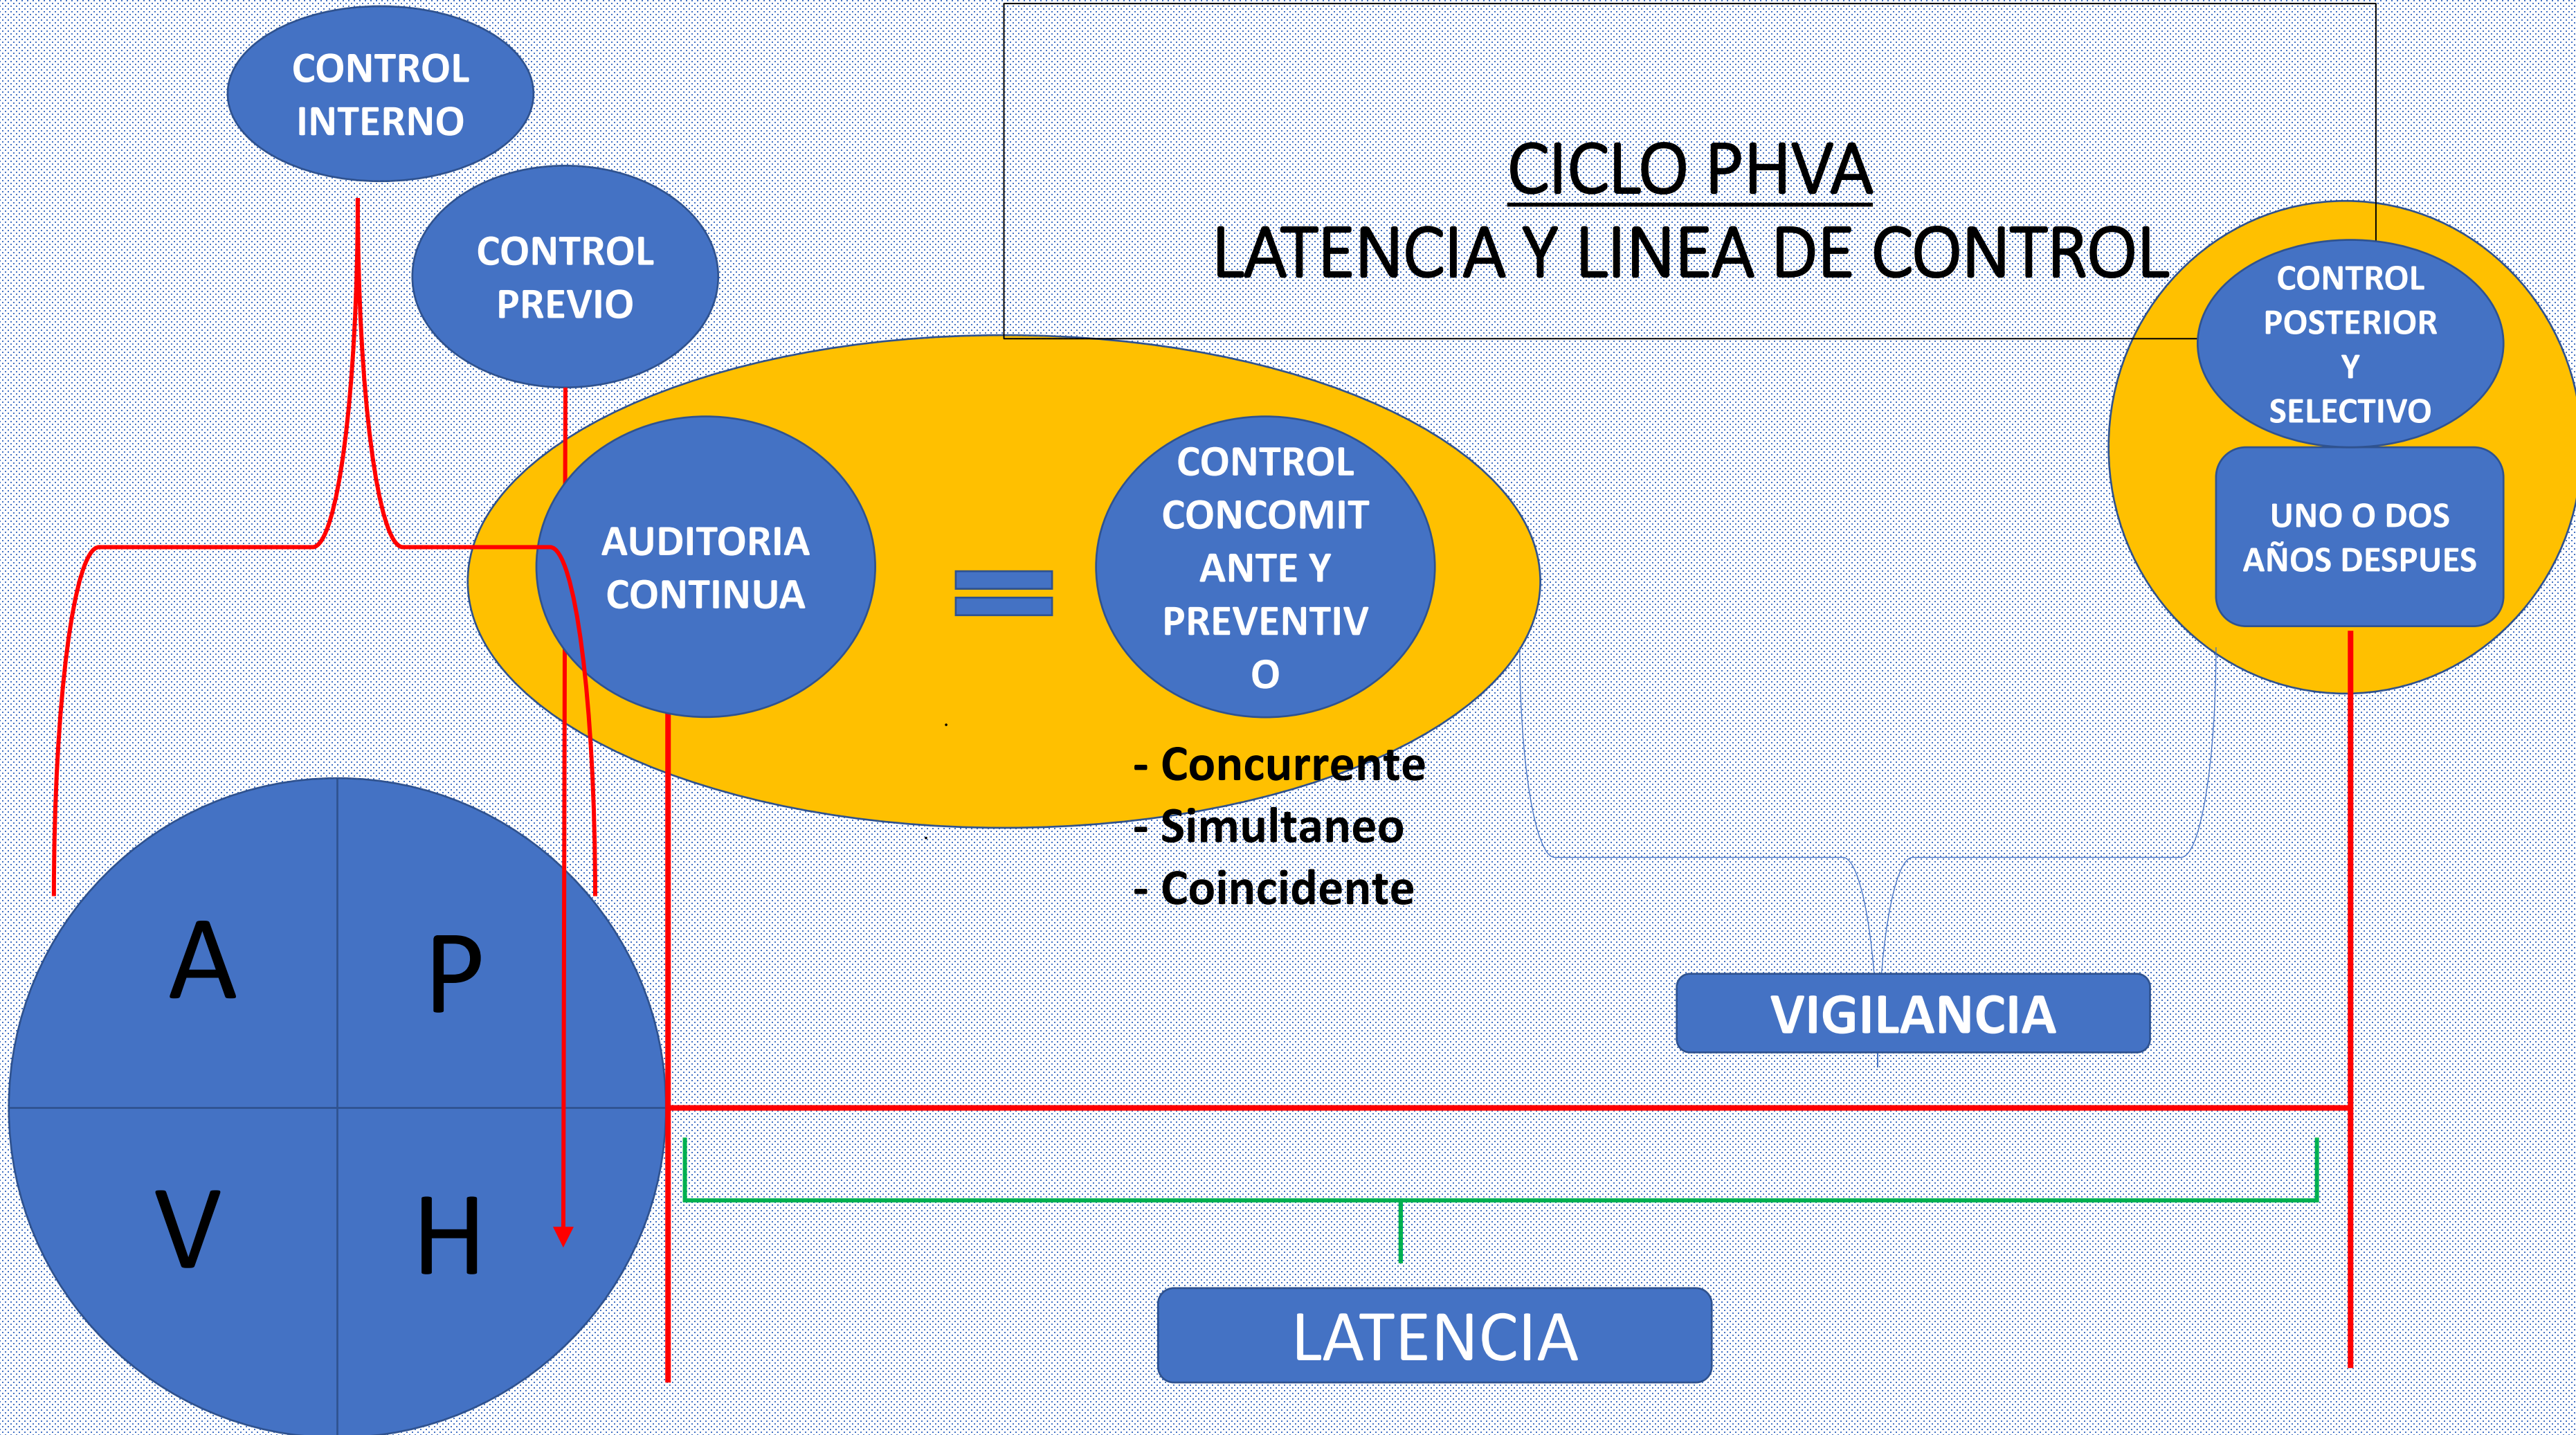 CONTROL
INTERNO
CONTROL
PREVIO
CICLO PHVA
LATENCIA Y LINEA DE CONTROL
CONTROL
POSTERIOR
Y
SELECTIVO
UNO O DOS
AÑOS DESPUES
AUDITORIA
CONTINUA
CONTROL
CONCOMIT
ANTE Y
PREVENTIV
O
- Concurrente
- Simultaneo
- Coincidente
A
P
V
H
VIGILANCIA
LATENCIA